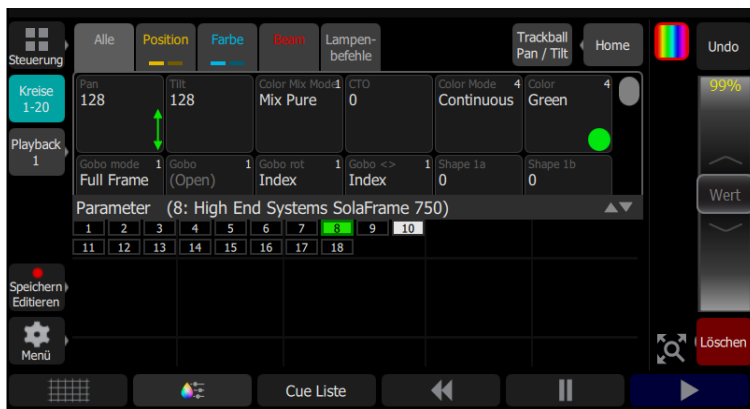 Alle
Position
Farbe
Beam
Lampen-
befehle
Trackball
Pan / Tilt
Home
Undo
Steuerung
Kreise
1-20
Playback
1
Pan
128
Tilt
128
Color Mix Mode 1
Mix Pure
CTO
0
Color Mode 4
Continuous
Color 4
Green
99%
Gobo mode 1
Full Frame
Gobo 1
(Open)
Gobo rot 1
Index
Gobo <> 1
Index
Shape 1a
0
Shape 1b
0
Wert
Parameter (8: High End Systems SolaFrame 750)
1 2 3 4 5 6 7 8 9 10
11 12 13 14 15 16 17 18
Speichern
Editieren
Menü
Löschen
Cue Liste